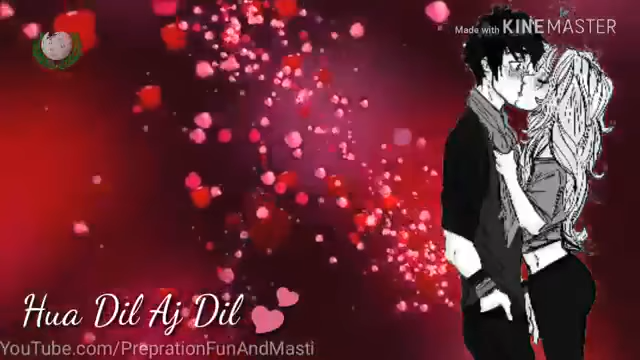 Made with KINEMASTER
Hua Dil Aj Dil
YouTube.com/PreprationFunAndMasti